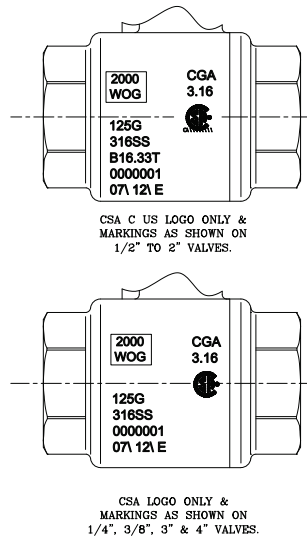 2000
WOG
CGA
3.16
125G
316SS
B16.33T
0000001
07\ 12\ E
CSA C US LOGO ONLY &
MARKINGS AS SHOWN ON
1/2" TO 2" VALVES.
2000
WOG
CGA
3.16
125G
316SS
0000001
07\ 12\ E
CSA LOGO ONLY &
MARKINGS AS SHOWN ON
1/4", 3/8", 3" & 4" VALVES.